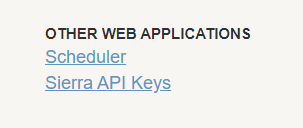 OTHER WEB APPLICATIONS
Scheduler
Sierra API Keys